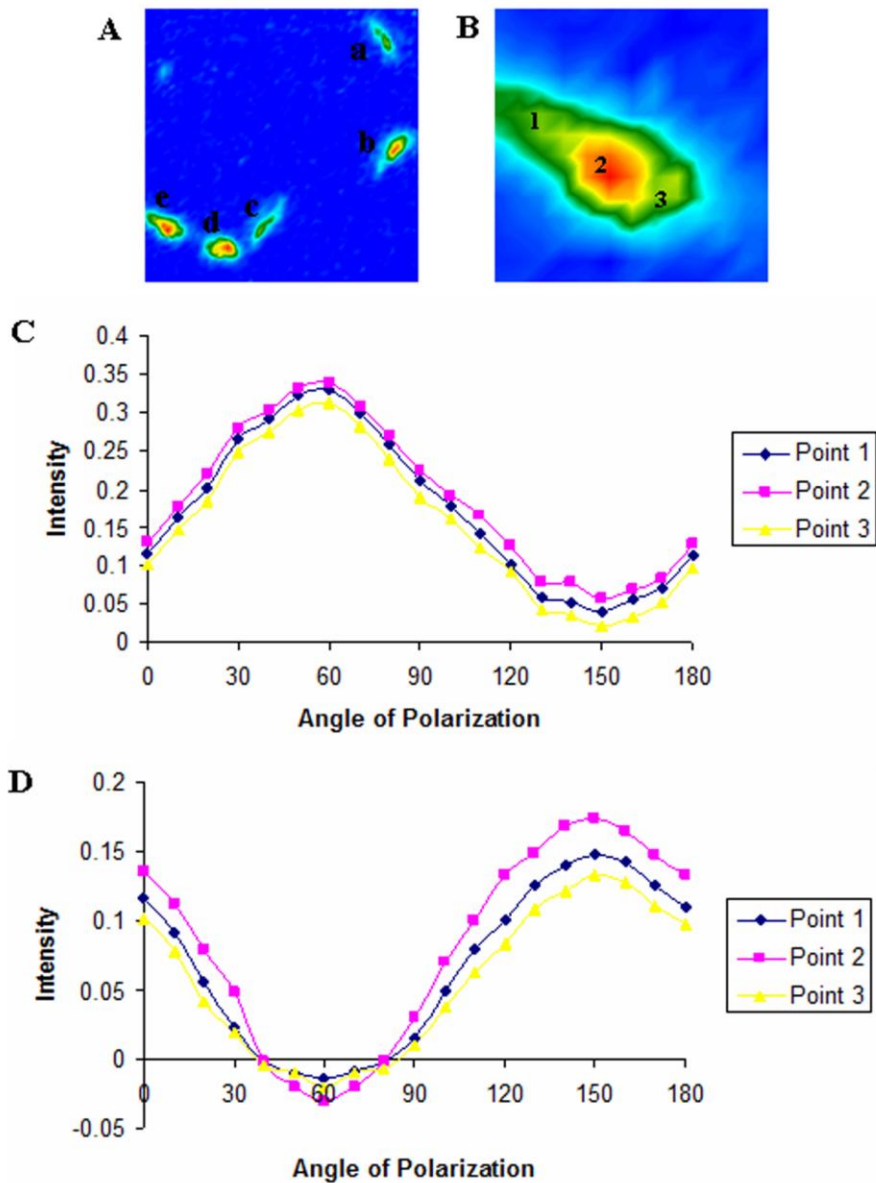 A
B
a
b
e
d
c
1
2
3
C
0.4
0.35
0.3
0.25
0.2
0.15
0.1
0.05
0
Intensity
0 30 60 90 120 150 180
Angle of Polarization
Point 1
Point 2
Point 3
D
0.2
0.15
0.1
0.05
0
-0.05
Intensity
0 30 60 90 120 150 180
Angle of Polarization
Point 1
Point 2
Point 3